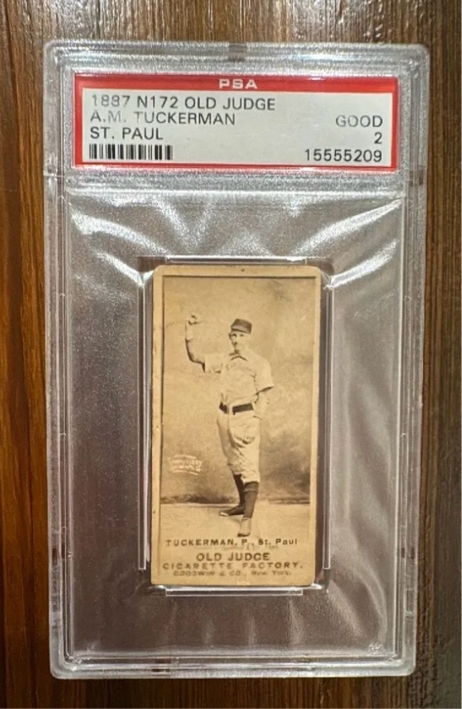 PSA
1887 N172 OLD JUDGE
A.M. TUCKERMAN
GOOD
ST. PAUL
2
15555209
TUCKERMAN, P., St. Paul
OLD JUDGE
CIGARETTE FACTORY.
GOODWIN & CO., New York.